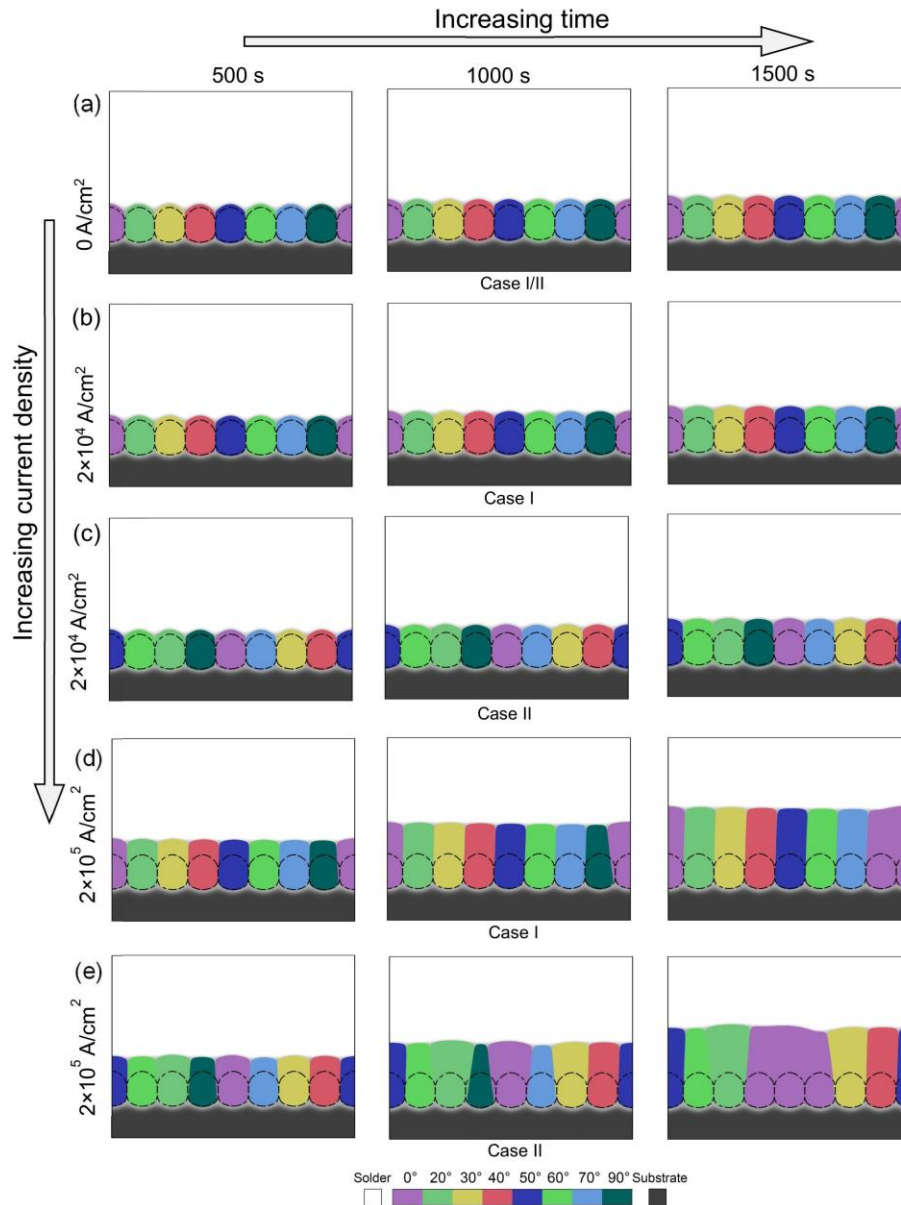 Increasing time
500 s
1000 s
1500 s
(a)
0 A/cm²
Case I/II
Increasing current density
(b)
2×10⁴ A/cm²
Case I
(c)
2×10⁴ A/cm²
Case II
(d)
2×10⁵ A/cm²
Case I
(e)
2×10⁵ A/cm²
Case II
Solder 0° 20° 30° 40° 50° 60° 70° 90° Substrate